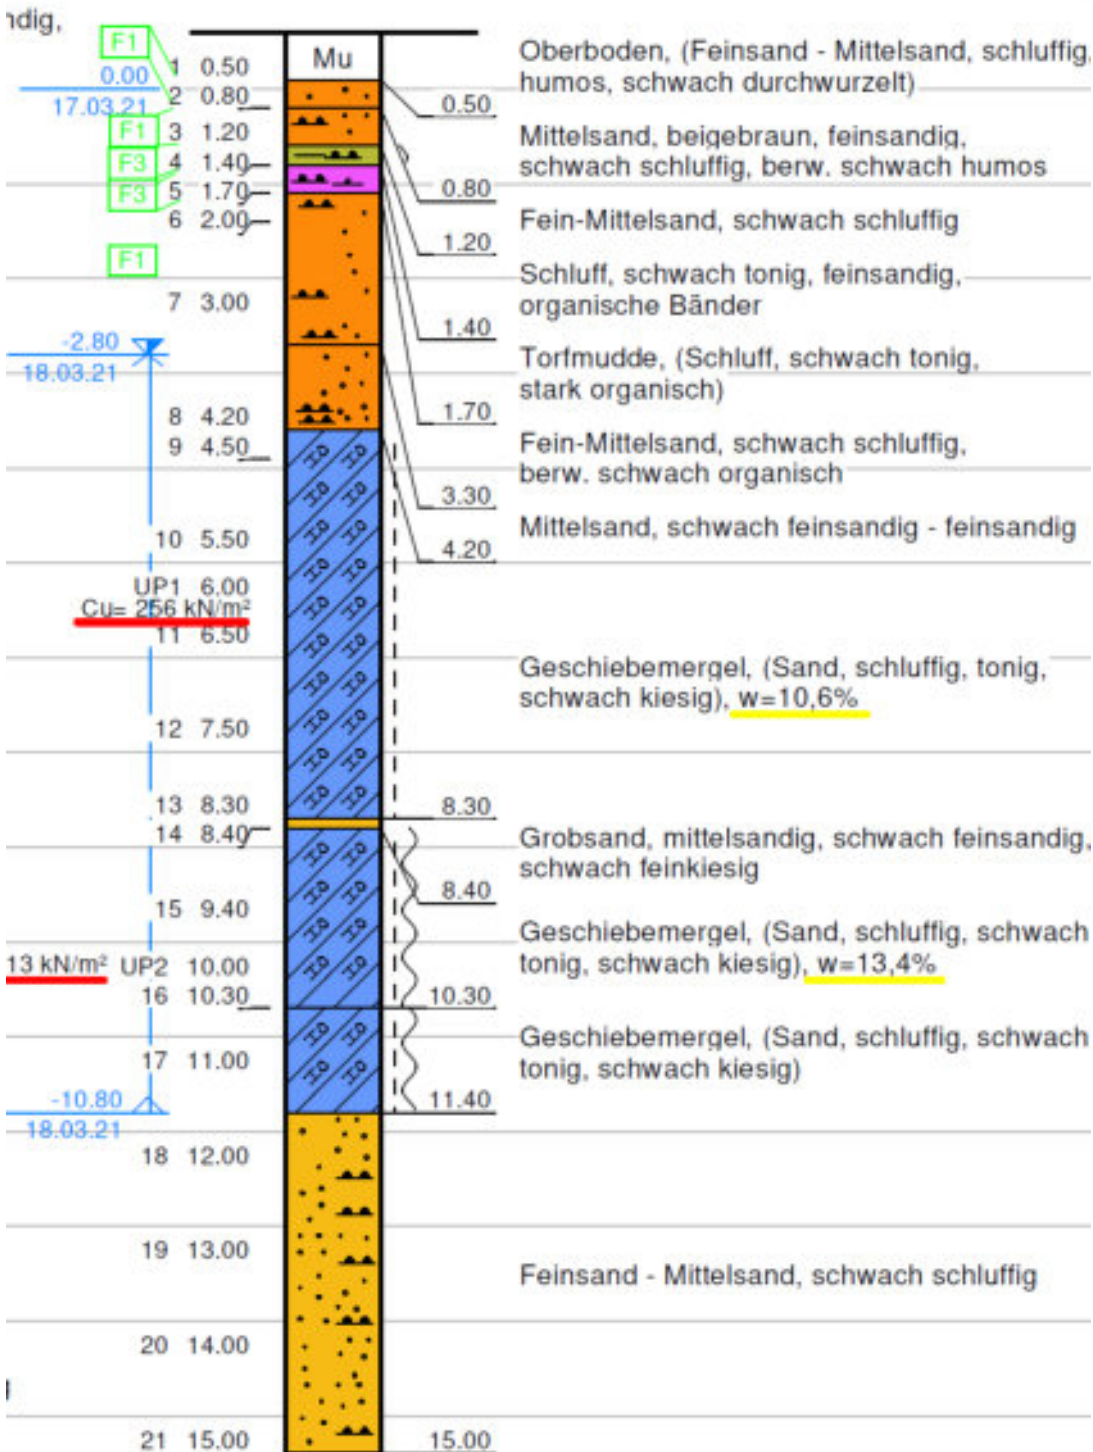 ndig,
F1
0.00
17.03.21
F1
F3
F3
F1
-2.80
18.03.21
1 0.50
2 0.80
3 1.20
4 1.40
5 1.70
6 2.00
7 3.00
8 4.20
9 4.50
10 5.50
UP1 6.00
Cu= 256 kN/m²
11 6.50
12 7.50
13 8.30
14 8.40
15 9.40
13 kN/m² UP2 10.00
16 10.30
17 11.00
-10.80
18.03.21
18 12.00
19 13.00
20 14.00
21 15.00
Mu
0.50
0.80
1.20
1.40
1.70
3.30
4.20
8.30
8.40
10.30
11.40
15.00
Oberboden, (Feinsand - Mittelsand, schluffig,
humos, schwach durchwurzelt)
Mittelsand, beigebraun, feinsandig,
schwach schluffig, berw. schwach humos
Fein-Mittelsand, schwach schluffig
Schluff, schwach tonig, feinsandig,
organische Bänder
Torfmudde, (Schluff, schwach tonig,
stark organisch)
Fein-Mittelsand, schwach schluffig,
berw. schwach organisch
Mittelsand, schwach feinsandig - feinsandig
Geschiebemergel, (Sand, schluffig, tonig,
schwach kiesig), w=10,6%
Grobsand, mittelsandig, schwach feinsandig,
schwach feinkiesig
Geschiebemergel, (Sand, schluffig, schwach
tonig, schwach kiesig), w=13,4%
Geschiebemergel, (Sand, schluffig, schwach
tonig, schwach kiesig)
Feinsand - Mittelsand, schwach schluffig